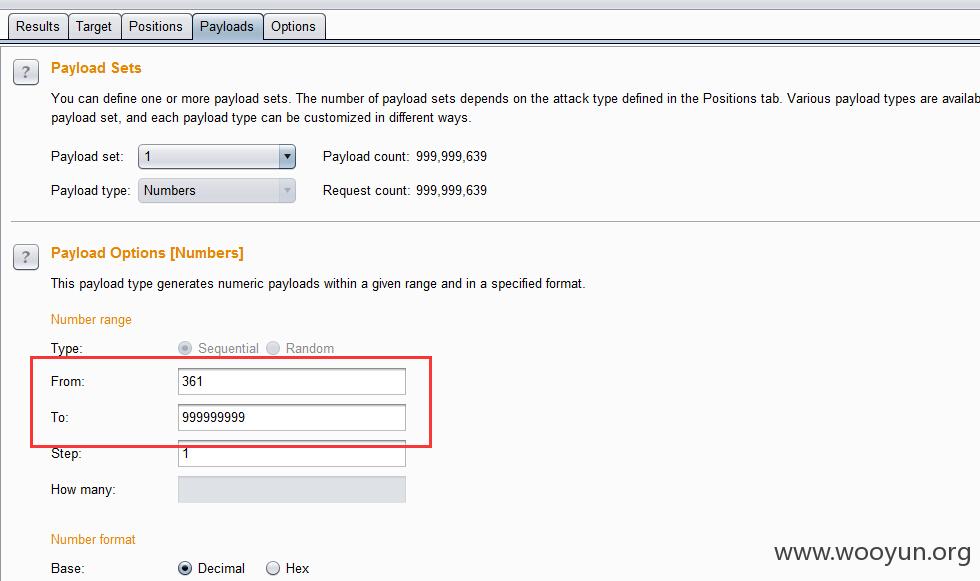 Results Target Positions Payloads Options
? Payload Sets
You can define one or more payload sets. The number of payload sets depends on the attack type defined in the Positions tab. Various payload types are availab
payload set, and each payload type can be customized in different ways.
Payload set: 1 Payload count: 999,999,639
Payload type: Numbers Request count: 999,999,639
? Payload Options [Numbers]
This payload type generates numeric payloads within a given range and in a specified format.
Number range
Type: Sequential Random
From: 361
To: 999999999
Step: 1
How many:
Number format
Base: Decimal Hex
www.wooyun.org